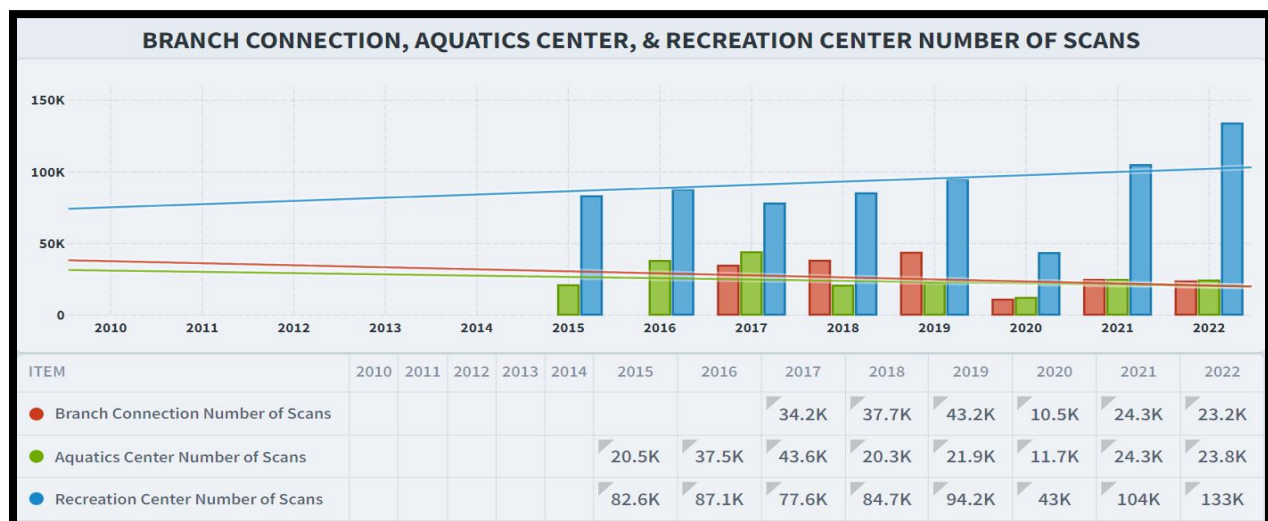 BRANCH CONNECTION, AQUATICS CENTER, & RECREATION CENTER NUMBER OF SCANS
150K
100K
50K
0
2010 2011 2012 2013 2014 2015 2016 2017 2018 2019 2020 2021 2022
ITEM 2010 2011 2012 2013 2014 2015 2016 2017 2018 2019 2020 2021 2022
Branch Connection Number of Scans 34.2K 37.7K 43.2K 10.5K 24.3K 23.2K
Aquatics Center Number of Scans 20.5K 37.5K 43.6K 20.3K 21.9K 11.7K 24.3K 23.8K
Recreation Center Number of Scans 82.6K 87.1K 77.6K 84.7K 94.2K 43K 104K 133K